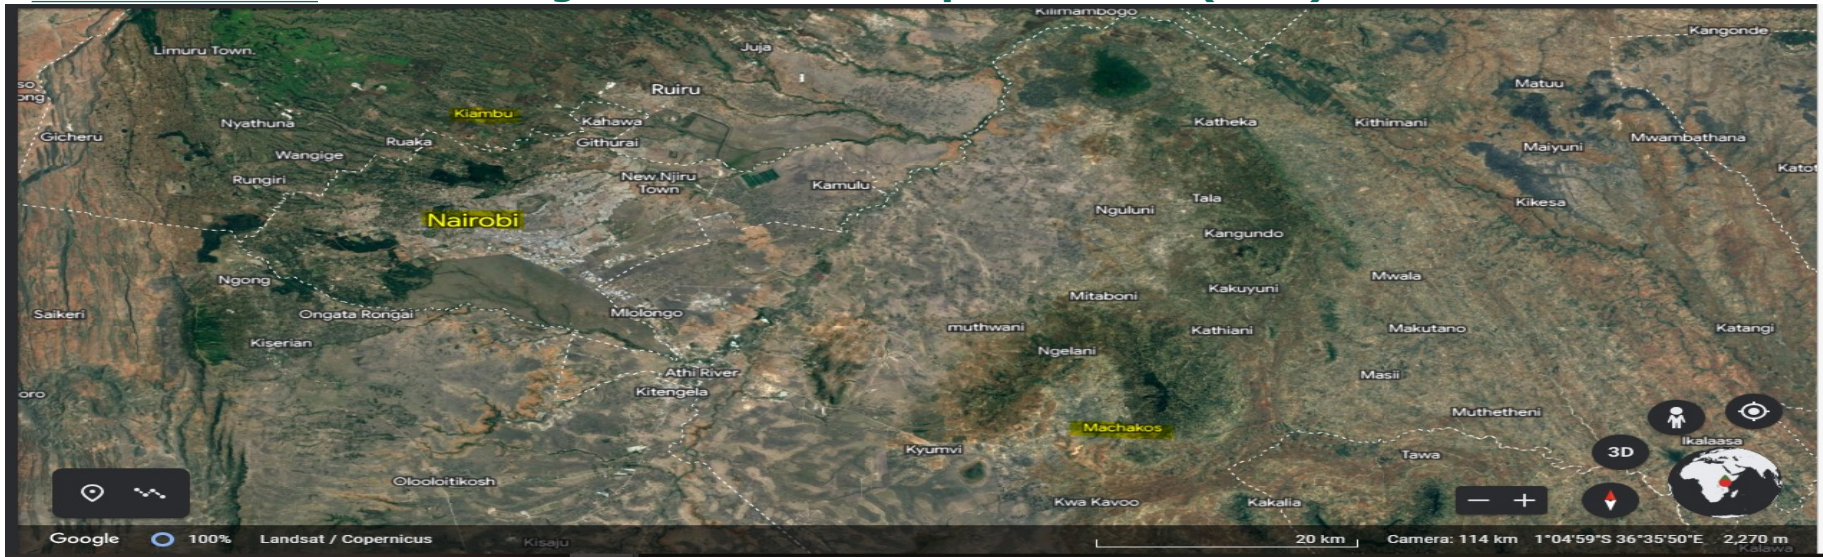 Kilimambogo
Kangonde
Limuru Town.
Juja
Matuu
Ruiru
Kiambu
Nyathuna
Kahawa
Katheka
Kithimani
Gicheru
Ruaka
Githurai
Mwambathana
Wangige
Maiyuni
Rungiri
New Njiru
Town
Kamulu
Tala
Kikesa
Nguluni
Nairobi
Kangundo
Ngong
Mwala
Kakuyuni
Mitaboni
Saikeri
Ongata Rongai
Mlolongo
muthwani
Kathiani
Makutano
Katangi
Kiserian
Ngelani
Athi River
Masii
Kitengela
Muthetheni
Machakos
Ikalaasa
Kyumvi
Tawa
3D
Olooloitikosh
Kwa Kavoo
Kakalia
Google
100%
Landsat / Copernicus
Kisaju
20 km
Camera: 114 km 1°04'59"S 36°35'50"E 2,270 m
Kalawa